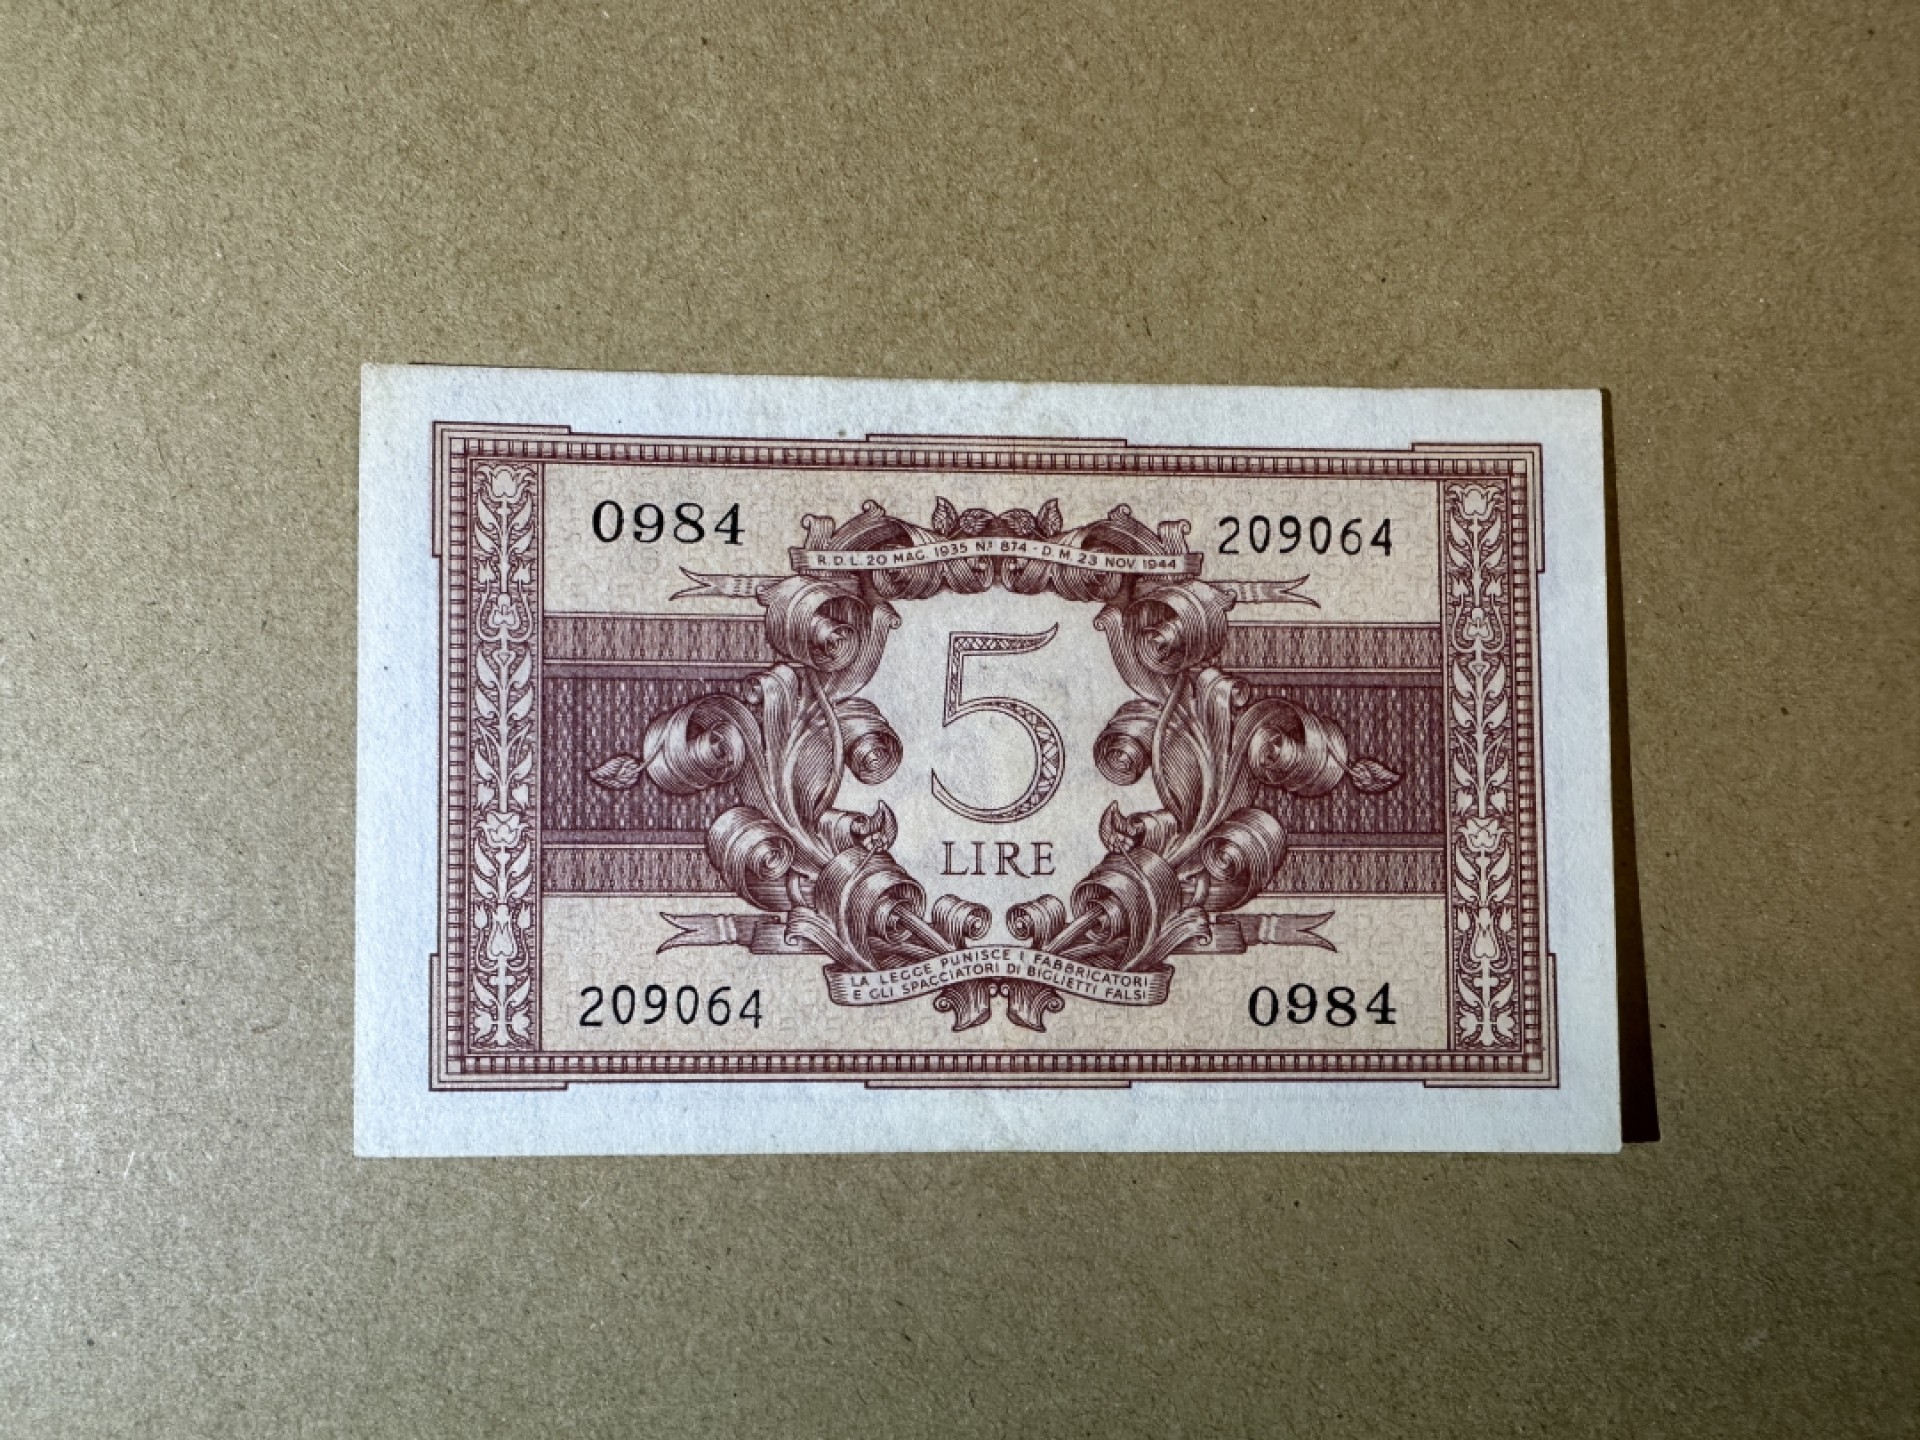 0984
209064
R. D. L. 20 MAG. 1935 N.º 874 - D. M. 23 NOV. 1944
5
LIRE
LA LEGGE PUNISCE I FABBRICATORI
E GLI SPACCIATORI DI BIGLIETTI FALSI
209064
0984